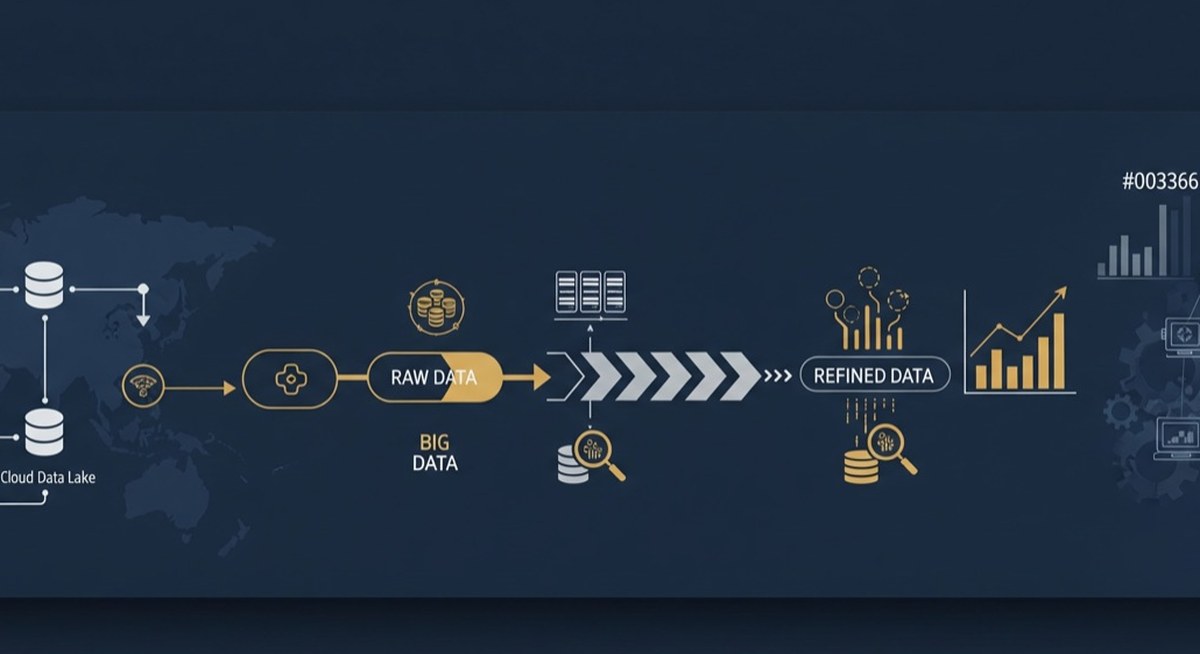 #003366
RAW DATA
REFINED DATA
BIG
DATA
Cloud Data Lake